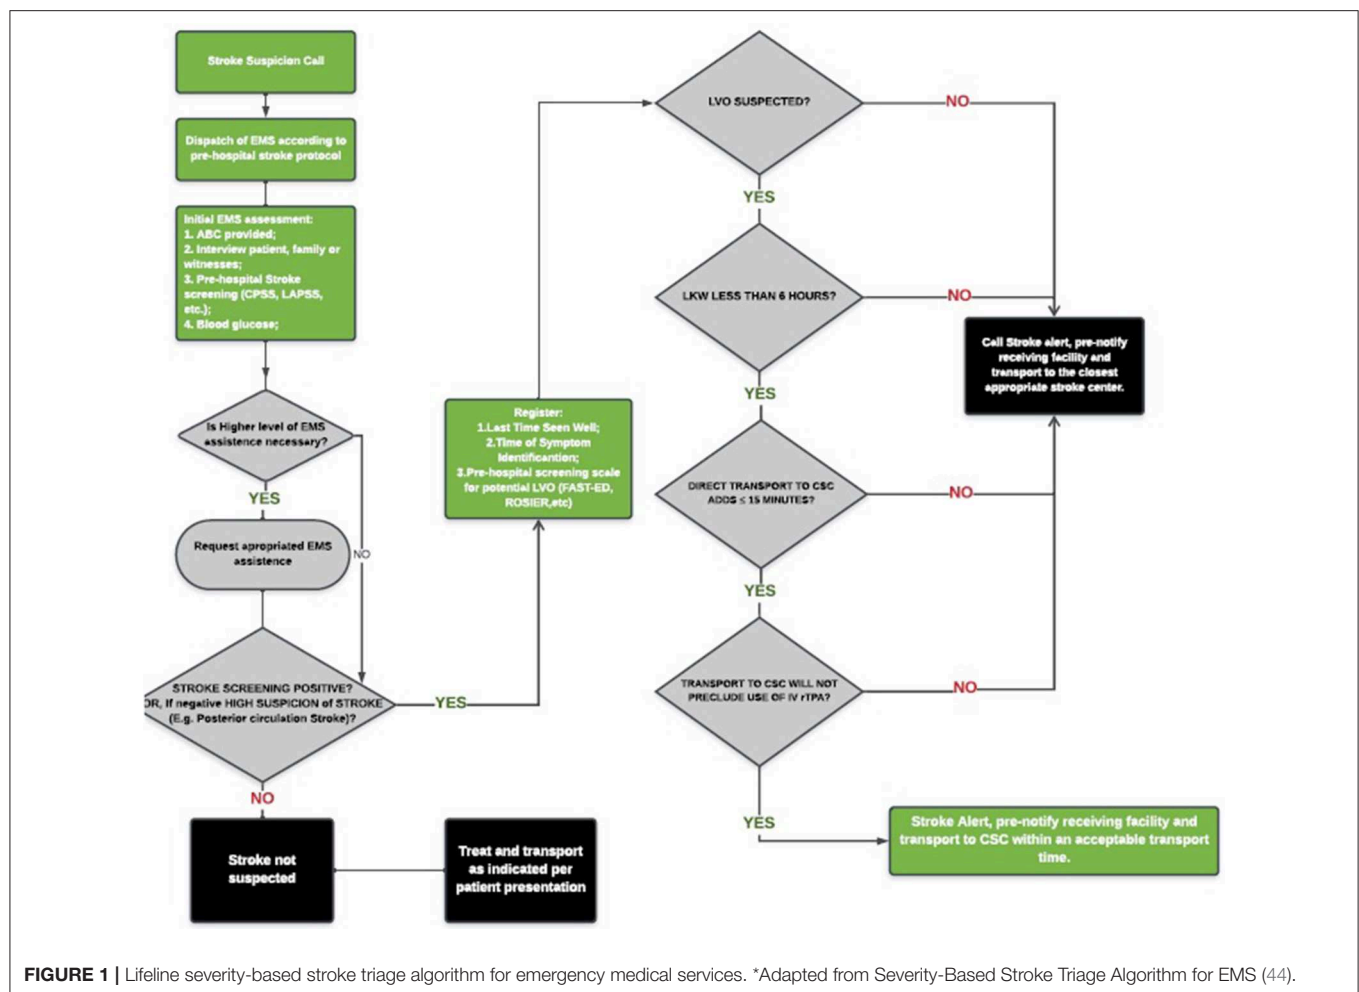 Stroke Suspicion Call
Dispatch of EMS according to
pre-hospital stroke protocol
Initial EMS assessment:
1. ABC provided;
2. Interview patient, family or
witnesses;
3. Pre-hospital Stroke
screening (CPSS, LAPSS,
etc.);
4. Blood glucose;
Is Higher level of EMS
assistence necessary?
YES
NO
Request apropriated EMS
assistence
STROKE SCREENING POSITIVE?
OR, If negative HIGH SUSPICION of STROKE
(E.g. Posterior circulation Stroke)?
YES
NO
Stroke not
suspected
Treat and transport
as indicated per
patient presentation
Register:
1.Last Time Seen Well;
2.Time of Symptom
Identificantion;
3.Pre-hospital screening scale
for potential LVO (FAST-ED,
ROSIER,etc)
LVO SUSPECTED?
NO
YES
LKW LESS THAN 6 HOURS?
NO
YES
DIRECT TRANSPORT TO CSC
ADDS ≤ 15 MINUTES?
NO
YES
TRANSPORT TO CSC WILL NOT
PRECLUDE USE OF IV rTPA?
NO
YES
Call Stroke alert, pre-notify
receiving facility and
transport to the closest
appropriate stroke center.
Stroke Alert, pre-notify receiving facility and
transport to CSC within an acceptable transport
time.
FIGURE 1 | Lifeline severity-based stroke triage algorithm for emergency medical services. *Adapted from Severity-Based Stroke Triage Algorithm for EMS (44).